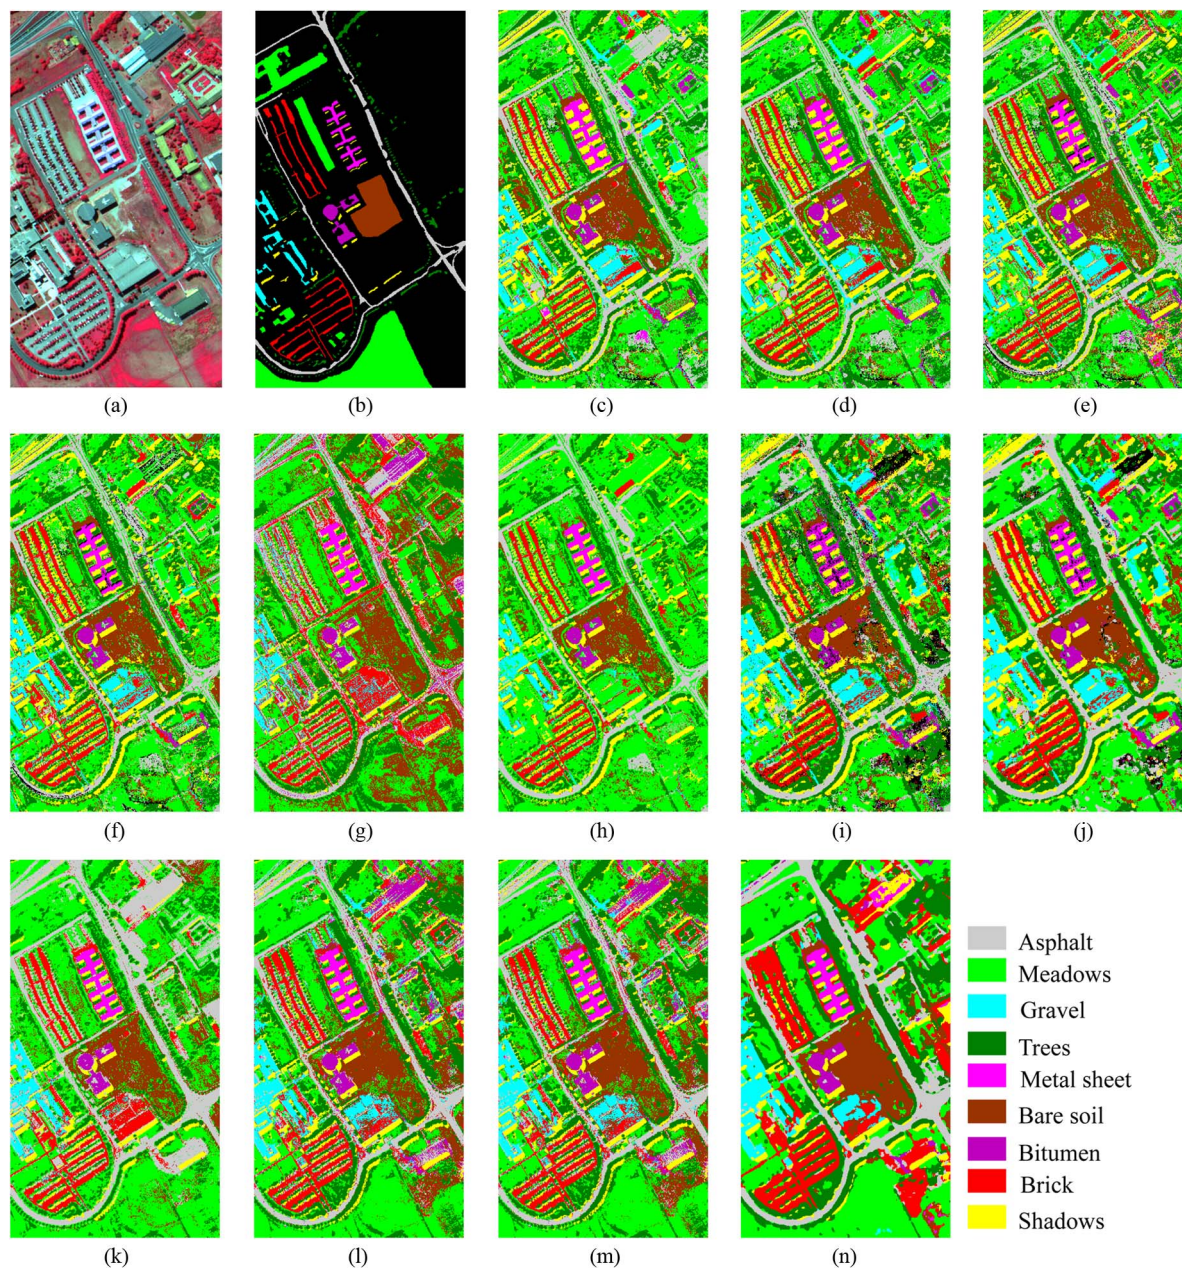 (a)
(b)
(c)
(d)
(e)
(f)
(g)
(h)
(i)
(j)
(k)
(l)
(m)
(n)
Asphalt
Meadows
Gravel
Trees
Metal sheet
Bare soil
Bitumen
Brick
Shadows